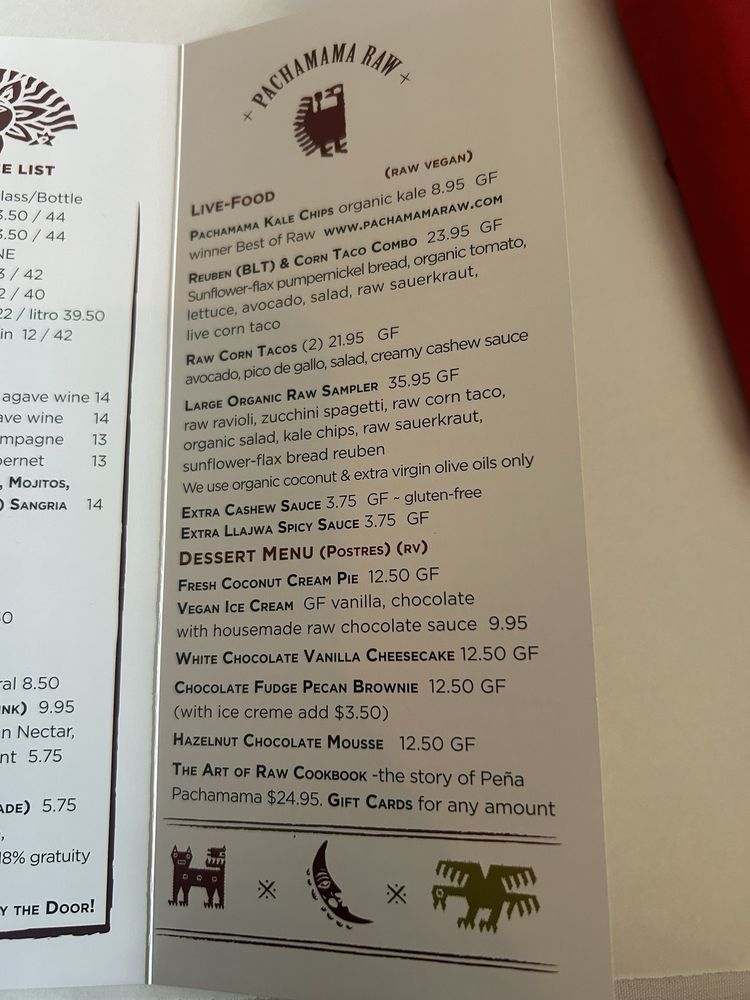 E LIST
lass/Bottle
3.50 / 44
3.50 / 44
NE
3 / 42
2 / 40
22 / litro 39.50
in 12 / 42
agave wine 14
ave wine 14
mpagne 13
bernet 13
, Mojitos,
) Sangria 14
50
ral 8.50
INK) 9.95
n Nectar,
nt 5.75
ADE) 5.75
18% gratuity
Y THE DOOR!
+ PACHAMAMA RAW +
(RAW VEGAN)
LIVE-FOOD
PACHAMAMA KALE CHIPS organic kale 8.95 GF
winner Best of Raw www.pachamamaraw.com
REUBEN (BLT) & CORN TACO COMBO 23.95 GF
Sunflower-flax pumpernickel bread, organic tomato,
lettuce, avocado, salad, raw sauerkraut,
live corn taco
RAW CORN TACOS (2) 21.95 GF
avocado, pico de gallo, salad, creamy cashew sauce
LARGE ORGANIC RAW SAMPLER 35.95 GF
raw ravioli, zucchini spagetti, raw corn taco,
organic salad, kale chips, raw sauerkraut,
sunflower-flax bread reuben
We use organic coconut & extra virgin olive oils only
EXTRA CASHEW SAUCE 3.75 GF ~ gluten-free
EXTRA LLAJWA SPICY SAUCE 3.75 GF
DESSERT MENU (POSTRES) (RV)
FRESH COCONUT CREAM PIE 12.50 GF
VEGAN ICE CREAM GF vanilla, chocolate
with housemade raw chocolate sauce 9.95
WHITE CHOCOLATE VANILLA CHEESECAKE 12.50 GF
CHOCOLATE FUDGE PECAN BROWNIE 12.50 GF
(with ice creme add $3.50)
HAZELNUT CHOCOLATE MOUSSE 12.50 GF
THE ART OF RAW COOKBOOK -the story of Peña
Pachamama $24.95. GIFT CARDS for any amount